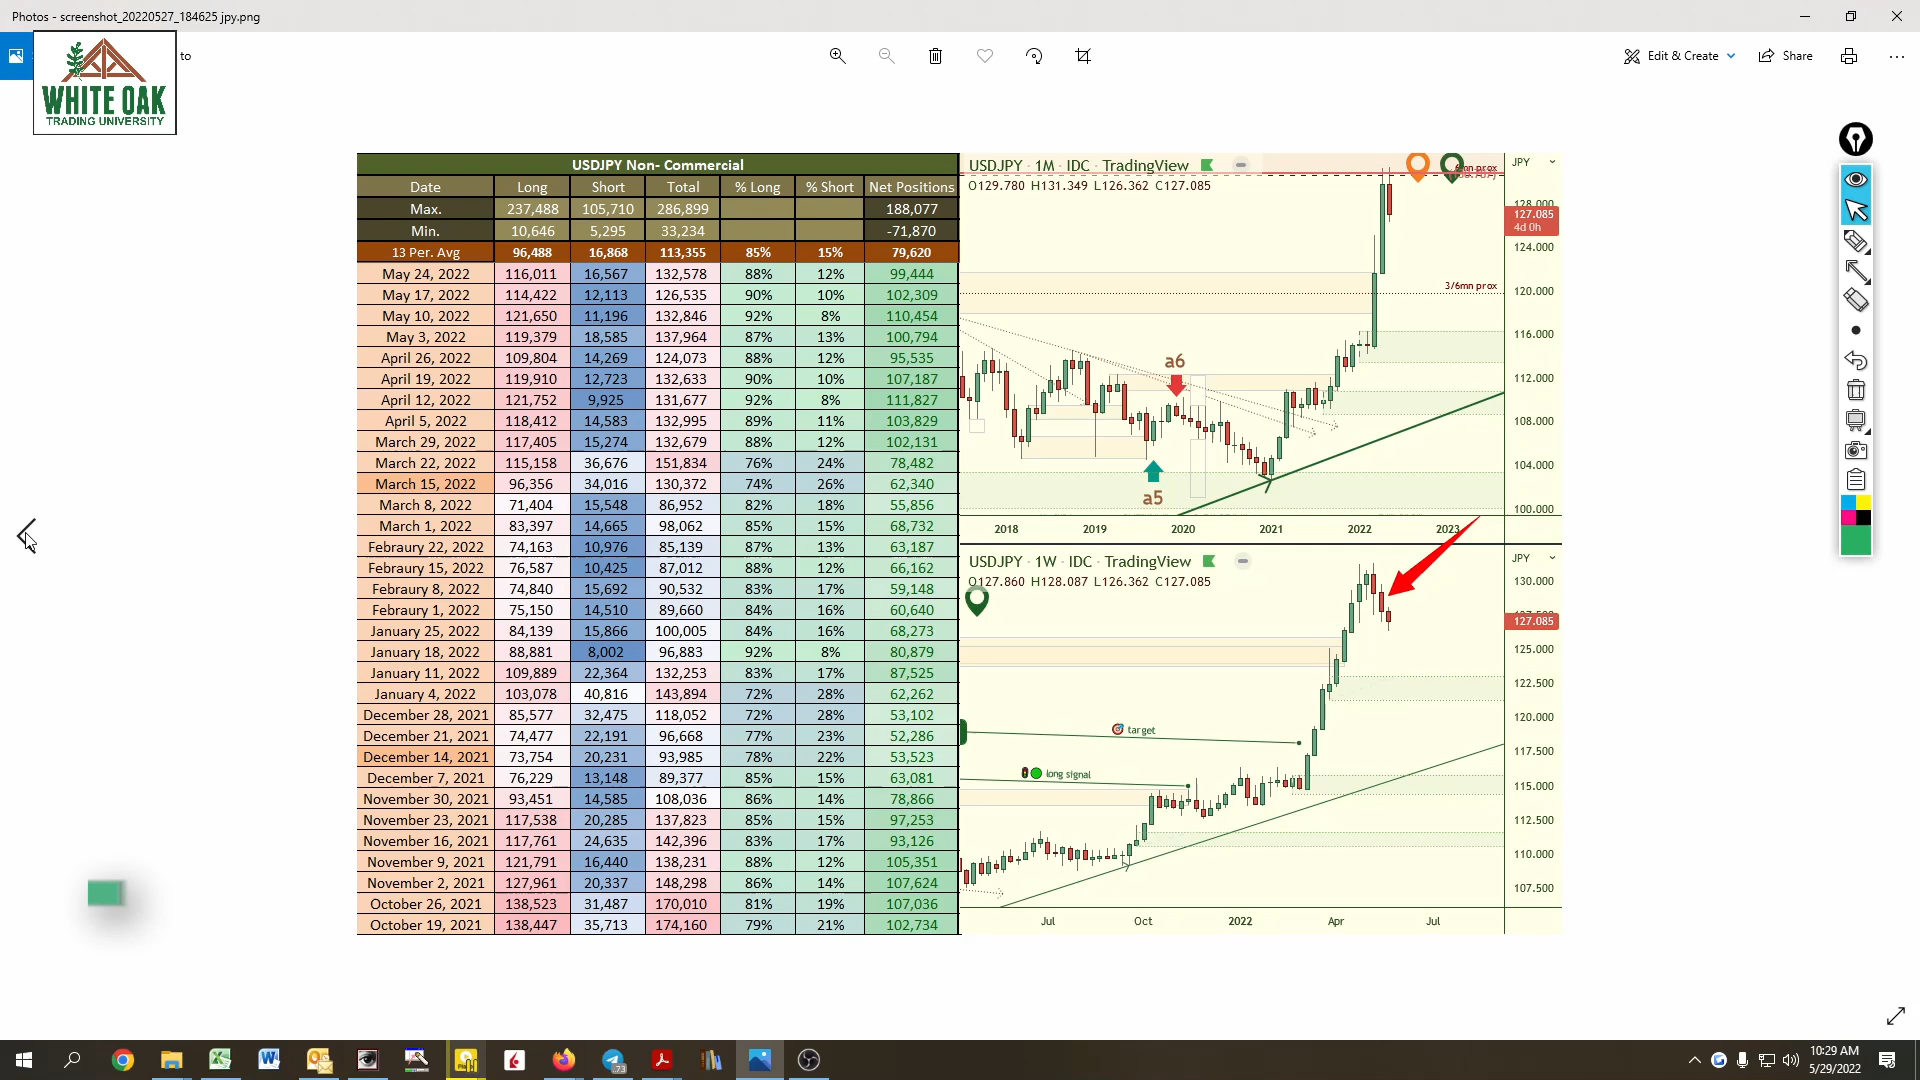 Photos - screenshot_20220527_184625 jpy.png
to
Edit & Create
Share
WHITE OAK
TRADING UNIVERSITY
USDJPY Non- Commercial
Date Long Short Total % Long % Short Net Positions
Max. 237,488 105,710 286,899 188,077
Min. 10,646 5,295 33,234 -71,870
13 Per. Avg 96,488 16,868 113,355 85% 15% 79,620
May 24, 2022 116,011 16,567 132,578 88% 12% 99,444
May 17, 2022 114,422 12,113 126,535 90% 10% 102,309
May 10, 2022 121,650 11,196 132,846 92% 8% 110,454
May 3, 2022 119,379 18,585 137,964 87% 13% 100,794
April 26, 2022 109,804 14,269 124,073 88% 12% 95,535
April 19, 2022 119,910 12,723 132,633 90% 10% 107,187
April 12, 2022 121,752 9,925 131,677 92% 8% 111,827
April 5, 2022 118,412 14,583 132,995 89% 11% 103,829
March 29, 2022 117,405 15,274 132,679 88% 12% 102,131
March 22, 2022 115,158 36,676 151,834 76% 24% 78,482
March 15, 2022 96,356 34,016 130,372 74% 26% 62,340
March 8, 2022 71,404 15,548 86,952 82% 18% 55,856
March 1, 2022 83,397 14,665 98,062 85% 15% 68,732
Febraury 22, 2022 74,163 10,976 85,139 87% 13% 63,187
Febraury 15, 2022 76,587 10,425 87,012 88% 12% 66,162
Febraury 8, 2022 74,840 15,692 90,532 83% 17% 59,148
Febraury 1, 2022 75,150 14,510 89,660 84% 16% 60,640
January 25, 2022 84,139 15,866 100,005 84% 16% 68,273
January 18, 2022 88,881 8,002 96,883 92% 8% 80,879
January 11, 2022 109,889 22,364 132,253 83% 17% 87,525
January 4, 2022 103,078 40,816 143,894 72% 28% 62,262
December 28, 2021 85,577 32,475 118,052 72% 28% 53,102
December 21, 2021 74,477 22,191 96,668 77% 23% 52,286
December 14, 2021 73,754 20,231 93,985 78% 22% 53,523
December 7, 2021 76,229 13,148 89,377 85% 15% 63,081
November 30, 2021 93,451 14,585 108,036 86% 14% 78,866
November 23, 2021 117,538 20,285 137,823 85% 15% 97,253
November 16, 2021 117,761 24,635 142,396 83% 17% 93,126
November 9, 2021 121,791 16,440 138,231 88% 12% 105,351
November 2, 2021 127,961 20,337 148,298 86% 14% 107,624
October 26, 2021 138,523 31,487 170,010 81% 19% 107,036
October 19, 2021 138,447 35,713 174,160 79% 21% 102,734
USDJPY · 1M · IDC · TradingView
JPY
O129.780 H131.349 L126.362 C127.085
prox
128.000
127.085
4d 0h
124.000
3/6mn prox
120.000
116.000
a6
112.000
108.000
104.000
a5
100.000
2018 2019 2020 2021 2022 2023
USDJPY · 1W · IDC · TradingView
JPY
O127.860 H128.087 L126.362 C127.085
130.000
127.085
125.000
122.500
120.000
target
117.500
long signal
115.000
112.500
110.000
107.500
Jul Oct 2022 Apr Jul
73
10:29 AM
5/29/2022